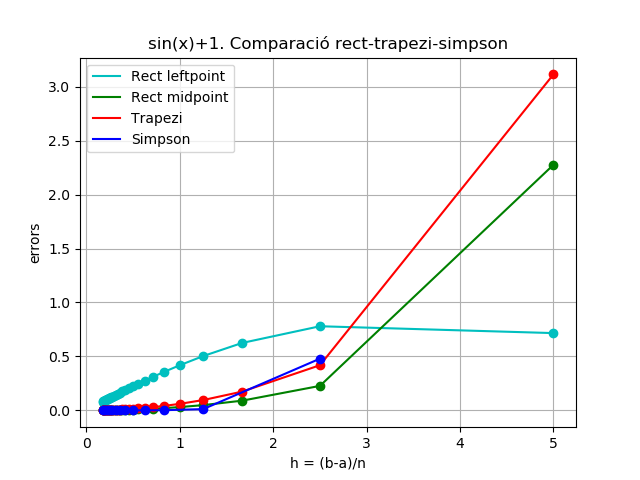 sin(x)+1. Comparació rect-trapezi-simpson
Rect leftpoint
Rect midpoint
Trapezi
Simpson
3.0
2.5
2.0
1.5
1.0
0.5
0.0
errors
0 1 2 3 4 5
h = (b-a)/n